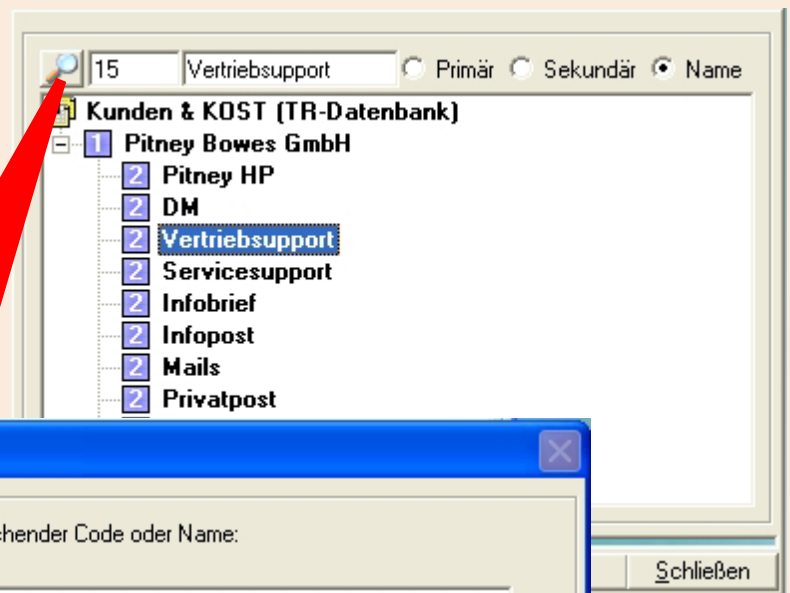 15 Vertriebsupport Primär Sekundär Name
Kunden & KOST (TR-Datenbank)
1 Pitney Bowes GmbH
2 Pitney HP
2 DM
2 Vertriebsupport
2 Servicesupport
2 Infobrief
2 Infopost
2 Mails
2 Privatpost
chender Code oder Name:
Schließen